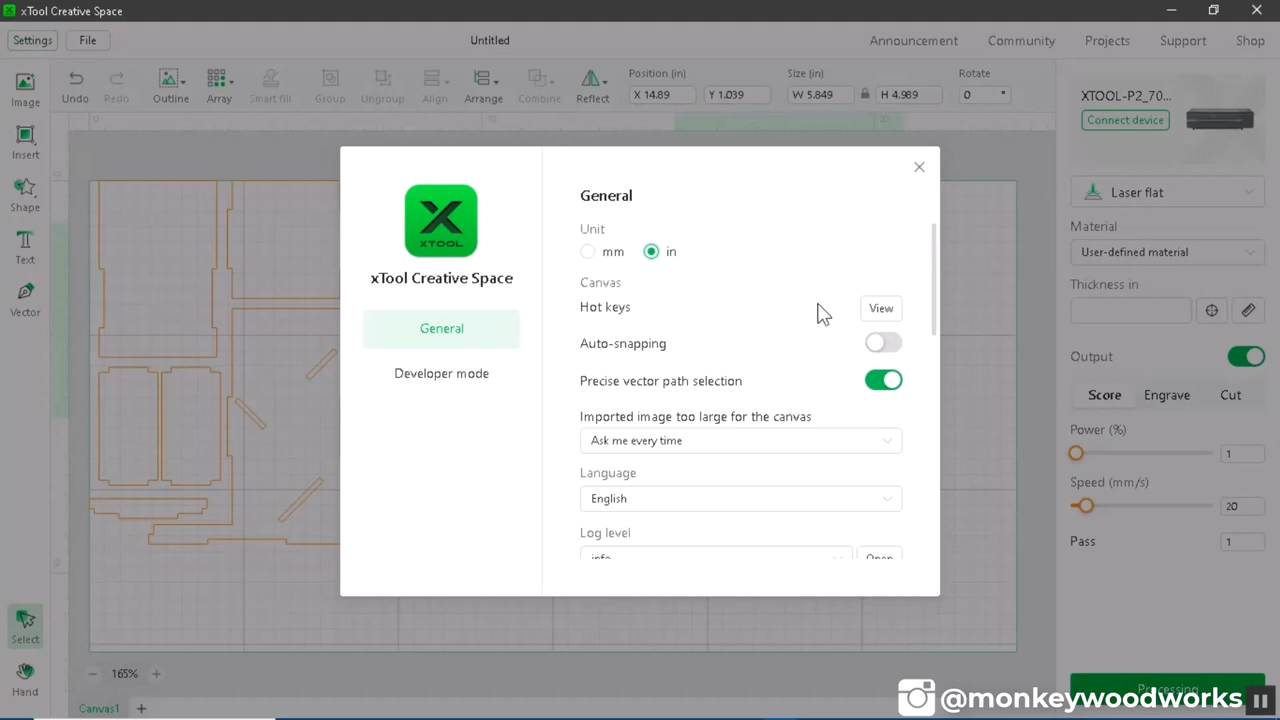 xTool Creative Space
Settings
File
Untitled
Announcement
Community
Projects
Support
Shop
Undo
Redo
Outline
Array
Smart fill
Group
Ungroup
Align
Arrange
Combine
Reflect
Position (in)
X 14.89
Y 1.039
Size (in)
W 5.849
H 4.989
Rotate
0 °
Image
Insert
Shape
Text
Vector
Select
Hand
XTOOL
xTool Creative Space
General
Developer mode
General
Unit
mm
in
Canvas
Hot keys
View
Auto-snapping
Precise vector path selection
Imported image too large for the canvas
Ask me every time
Language
English
Log level
info
Open
XTOOL-P2_70...
Connect device
Laser flat
Material
User-defined material
Thickness in
Output
Score
Engrave
Cut
Power (%)
1
Speed (mm/s)
20
Pass
1
Processing
165%
Canvas1
@monkeywoodworks